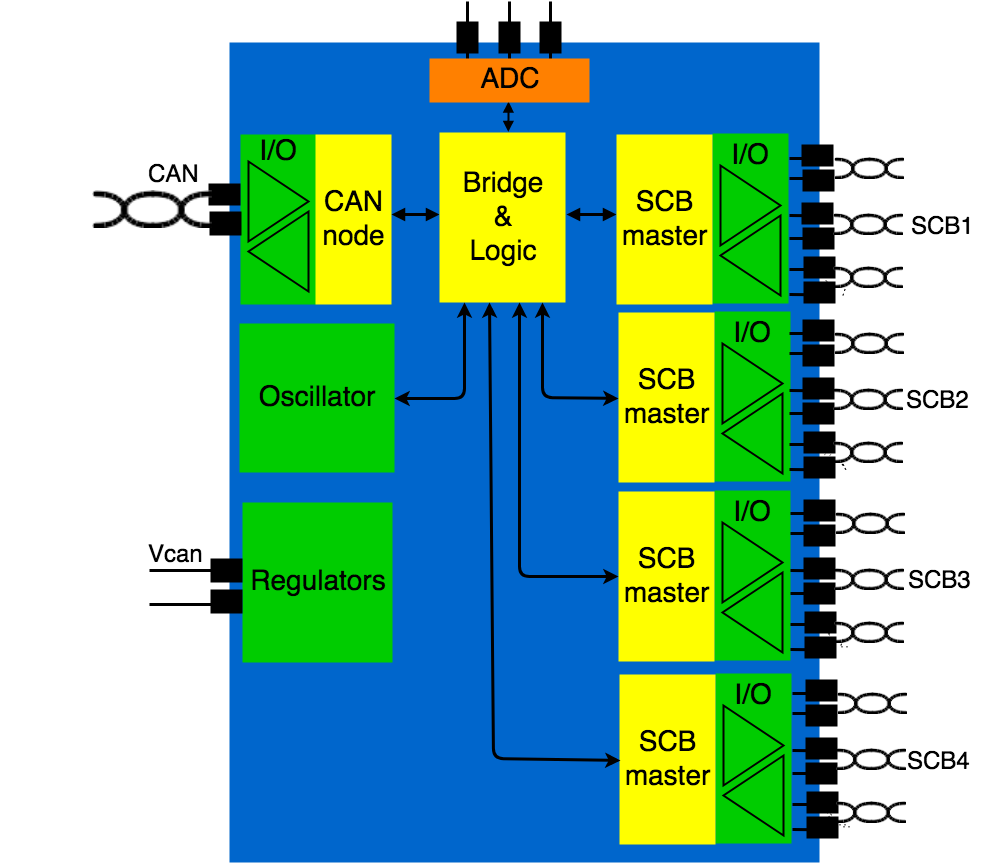 ADC
I/O
CAN
CAN
node
Bridge
&
Logic
SCB
master
I/O
SCB1
Oscillator
SCB
master
I/O
SCB2
Vcan
Regulators
SCB
master
I/O
SCB3
SCB
master
I/O
SCB4